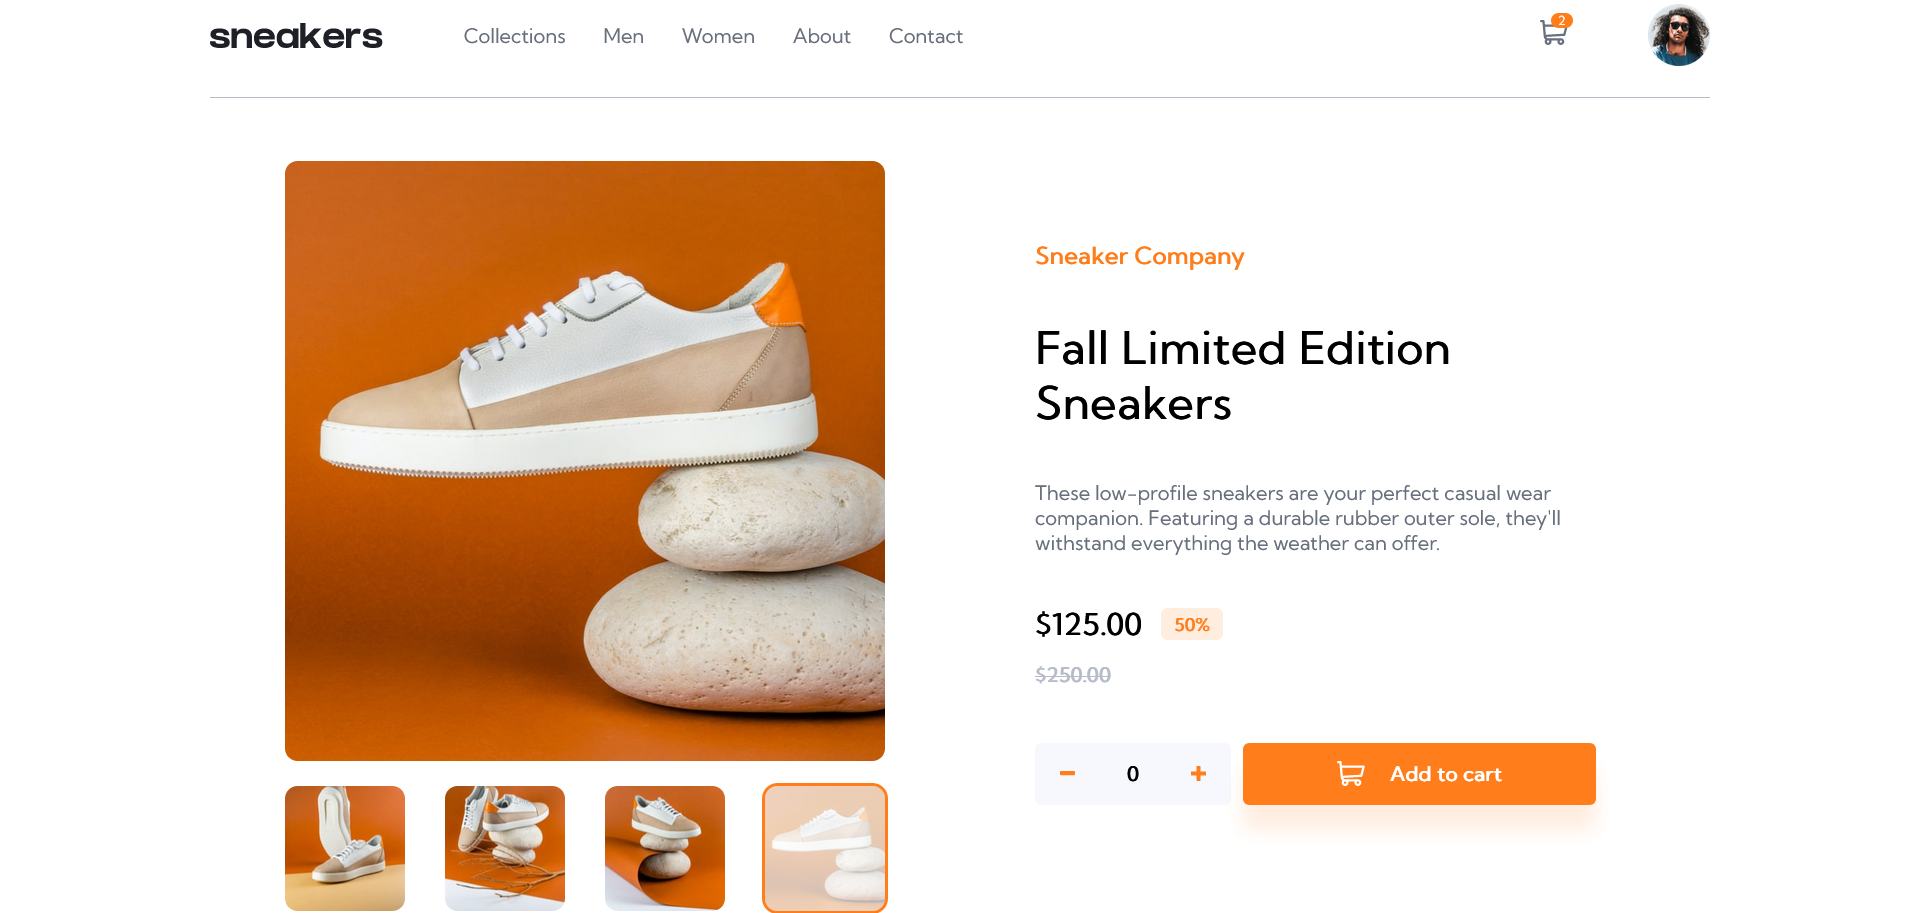 sneakers
Collections
Men
Women
About
Contact
2
Sneaker Company
Fall Limited Edition
Sneakers
These low-profile sneakers are your perfect casual wear
companion. Featuring a durable rubber outer sole, they'll
withstand everything the weather can offer.
$125.00
50%
$250.00
0
Add to cart